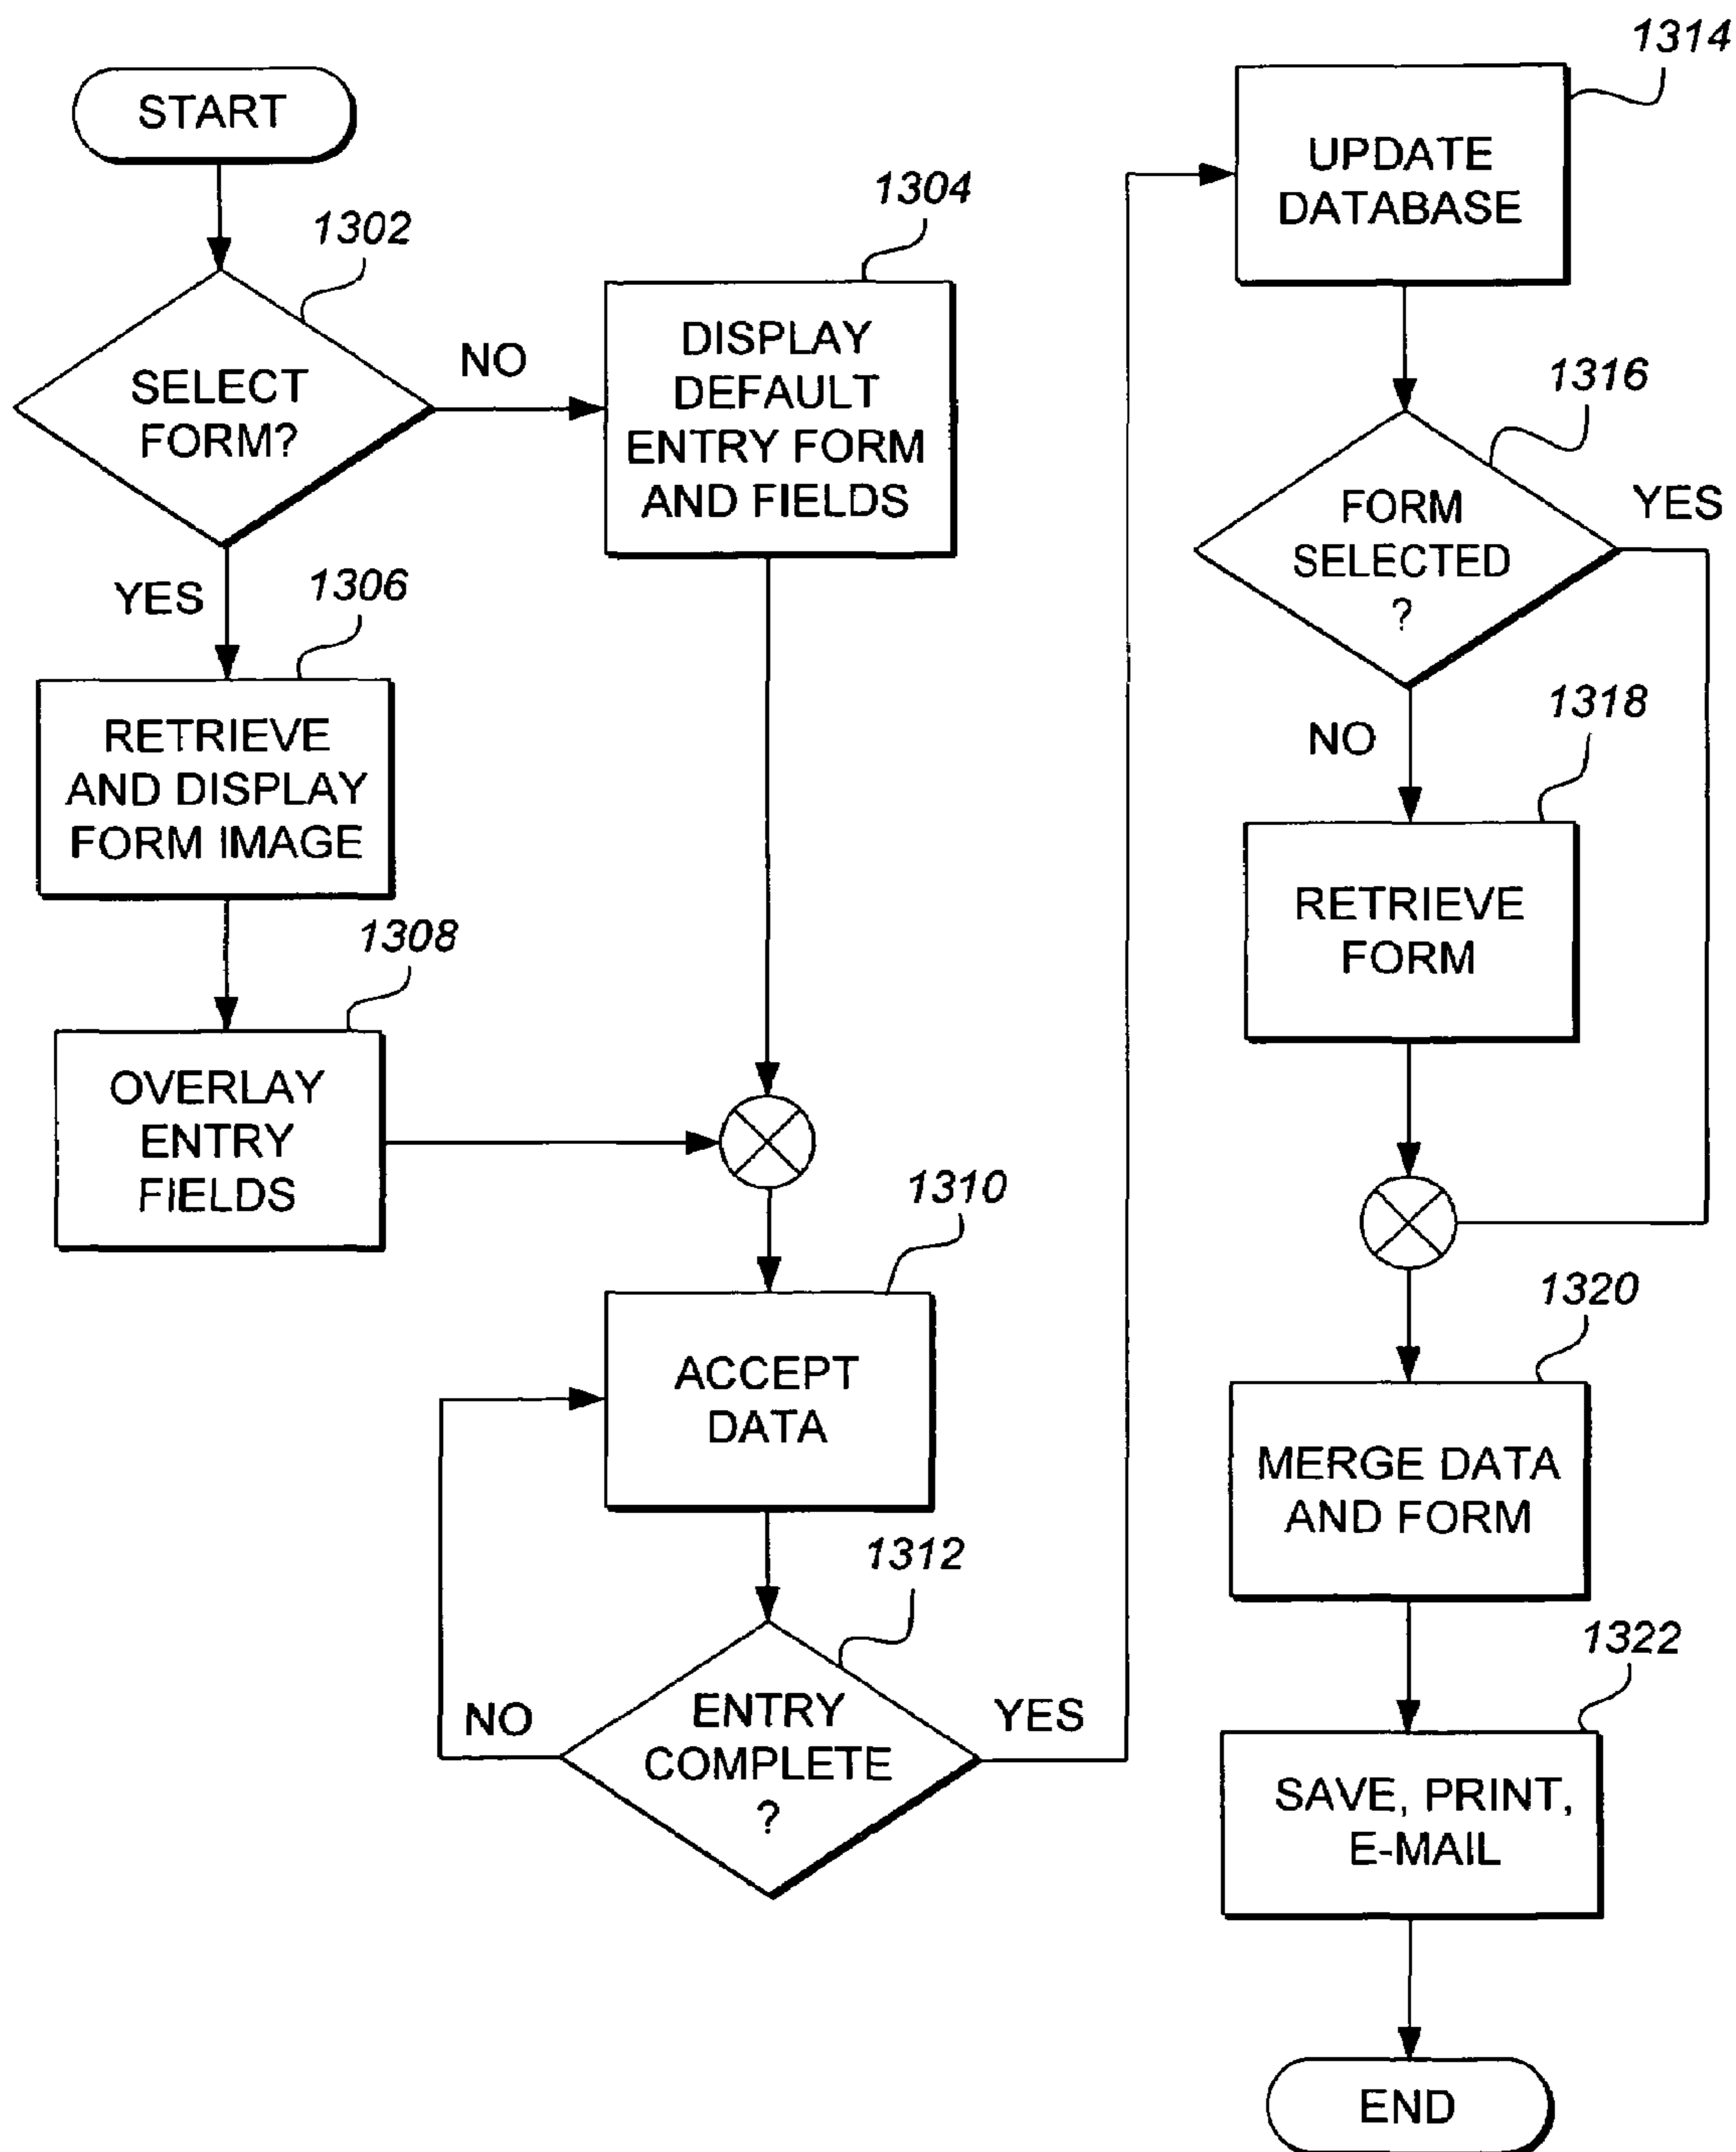 START
1302
SELECT
FORM?
NO
YES
1304
DISPLAY
DEFAULT
ENTRY FORM
AND FIELDS
1306
RETRIEVE
AND DISPLAY
FORM IMAGE
1308
OVERLAY
ENTRY
FIELDS
1310
ACCEPT
DATA
1312
ENTRY
COMPLETE
?
NO
YES
1314
UPDATE
DATABASE
1316
FORM
SELECTED
?
YES
NO
1318
RETRIEVE
FORM
1320
MERGE DATA
AND FORM
1322
SAVE, PRINT,
E-MAIL
END